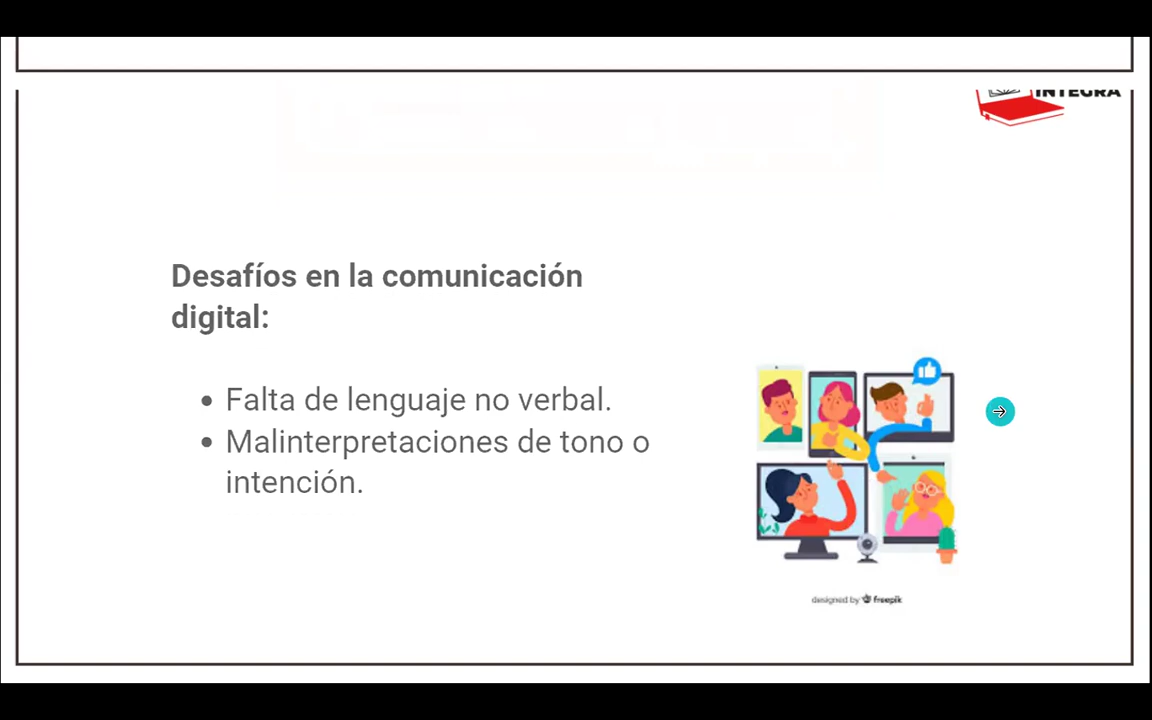 INTEGRA
Desafíos en la comunicación
digital:
Falta de lenguaje no verbal.
Malinterpretaciones de tono o
intención.
designed by freepik